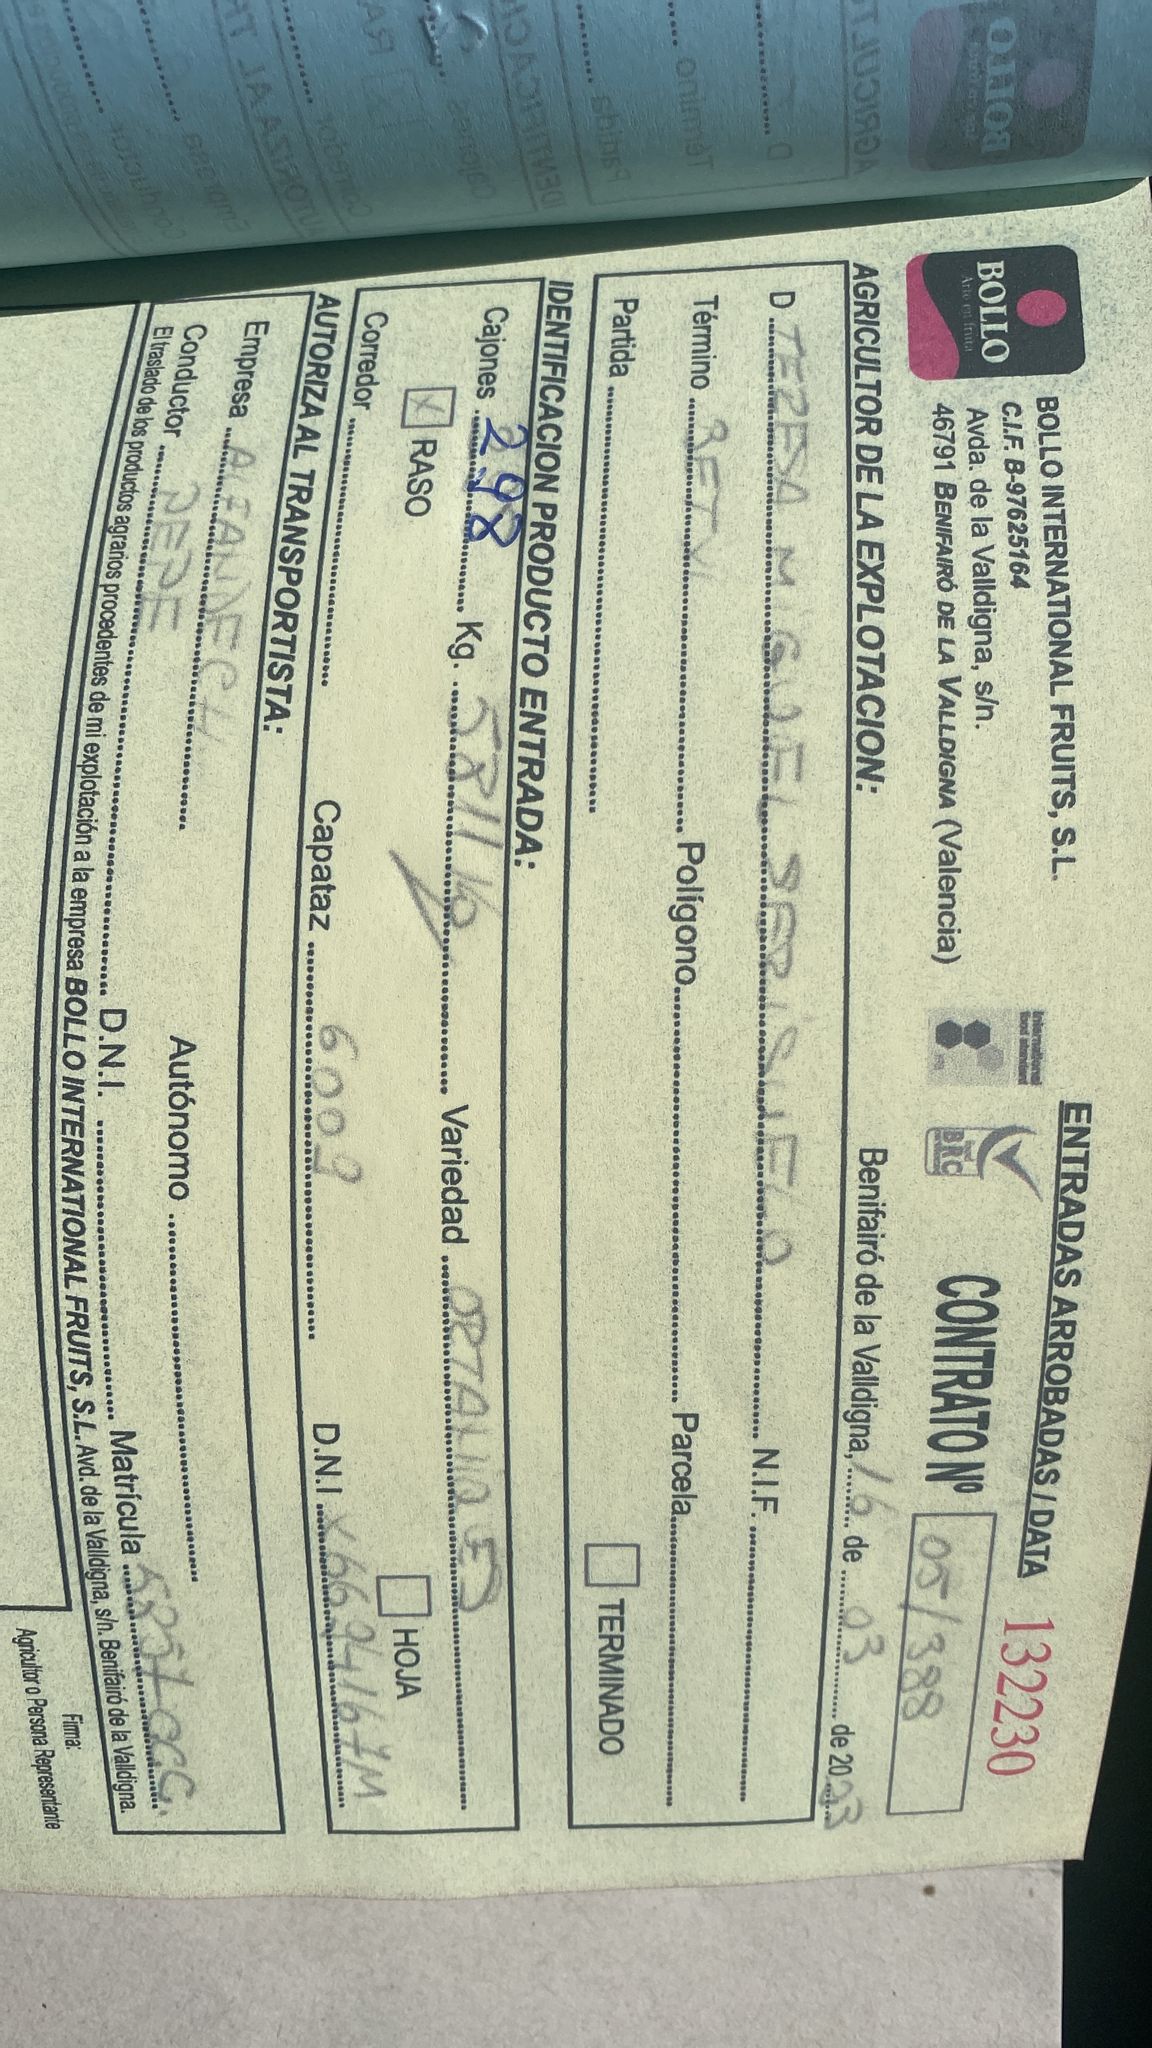 BOLLO
Arte en fruta
BOLLO INTERNATIONAL FRUITS, S.L.
C.I.F. B-97625164
Avda. de la Valldigna, s/n.
46791 BENIFAIRÓ DE LA VALLDIGNA (Valencia)
International food standard
BRC
ENTRADAS ARROBADAS / DATA 132230
CONTRATO Nº 05/388
Benifairó de la Valldigna, 16 de 03 de 2023
AGRICULTOR DE LA EXPLOTACION:
D TERESA MIGUEL PERISUELO N.I.F.
Término Polígono Parcela
Partida TERMINADO
IDENTIFICACION PRODUCTO ENTRADA:
Cajones 298 Kg. 5811 Kg Variedad ORTANIQUES
X RASO HOJA
Corredor Capataz 6009 D.N.I X6694167M
AUTORIZA AL TRANSPORTISTA:
Empresa ALFANDECH Autónomo
Conductor PEPE D.N.I. Matrícula
El traslado de los productos agrarios procedentes de mi explotación a la empresa BOLLO INTERNATIONAL FRUITS, S.L. Avd. de la Valldigna, s/n. Benifairó de la Valldigna.
Firma:
Agricultor o Persona Representante